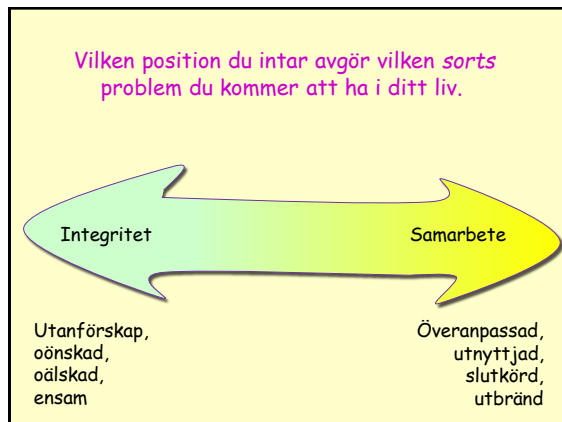 Vilken position du intar avgör vilken sorts
problem du kommer att ha i ditt liv.
Integritet
Samarbete
Utanförskap,
oönskad,
oälskad,
ensam
Överanpassad,
utnyttjad,
slutkörd,
utbränd